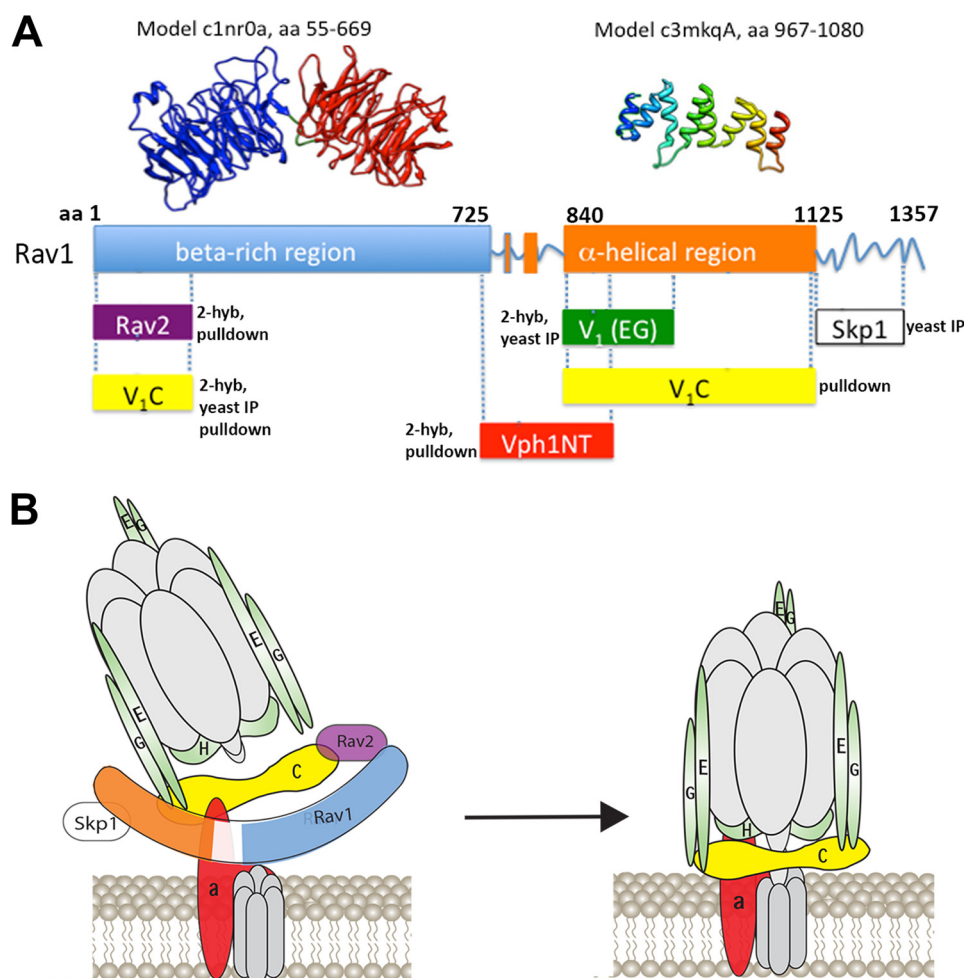 A
Model c1nr0a, aa 55-669
Model c3mkqA, aa 967-1080
aa 1
725
840
1125
1357
Rav1
beta-rich region
α-helical region
Rav2
2-hyb,
pulldown
2-hyb,
yeast IP
V₁ (EG)
Skp1
yeast IP
V₁C
2-hyb,
yeast IP
pulldown
V₁C
pulldown
2-hyb,
pulldown
Vph1NT
B
E
G
E
G
E
G
H
C
Rav2
Skp1
RRav1
a
E
G
E
G
E
G
H
C
a